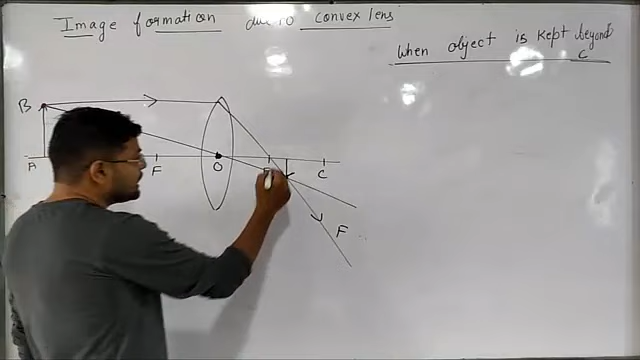 Image formation due to convex lens
when object is kept beyond
C
B
A
F
O
F
C
F